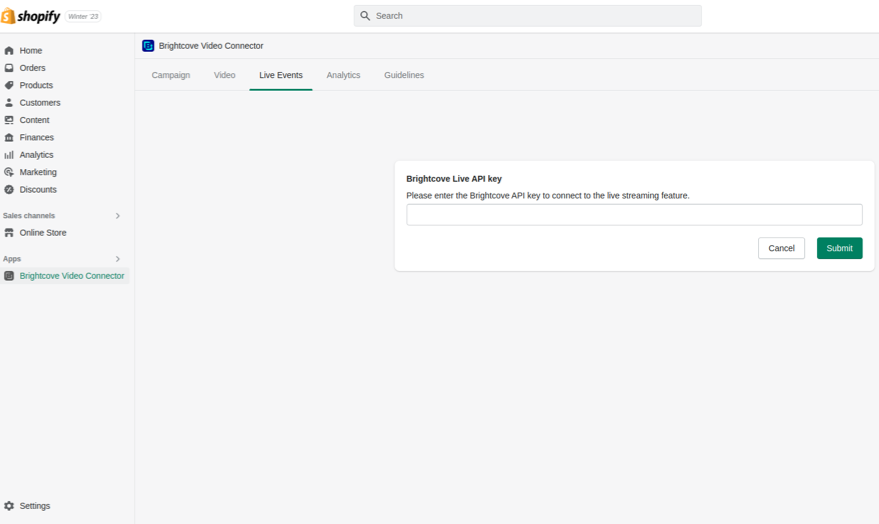 shopify Winter '23
Search
Home
Orders
Products
Customers
Content
Finances
Analytics
Marketing
Discounts
Sales channels
Online Store
Apps
Brightcove Video Connector
Settings
Brightcove Video Connector
Campaign Video Live Events Analytics Guidelines
Brightcove Live API key
Please enter the Brightcove API key to connect to the live streaming feature.
Cancel Submit